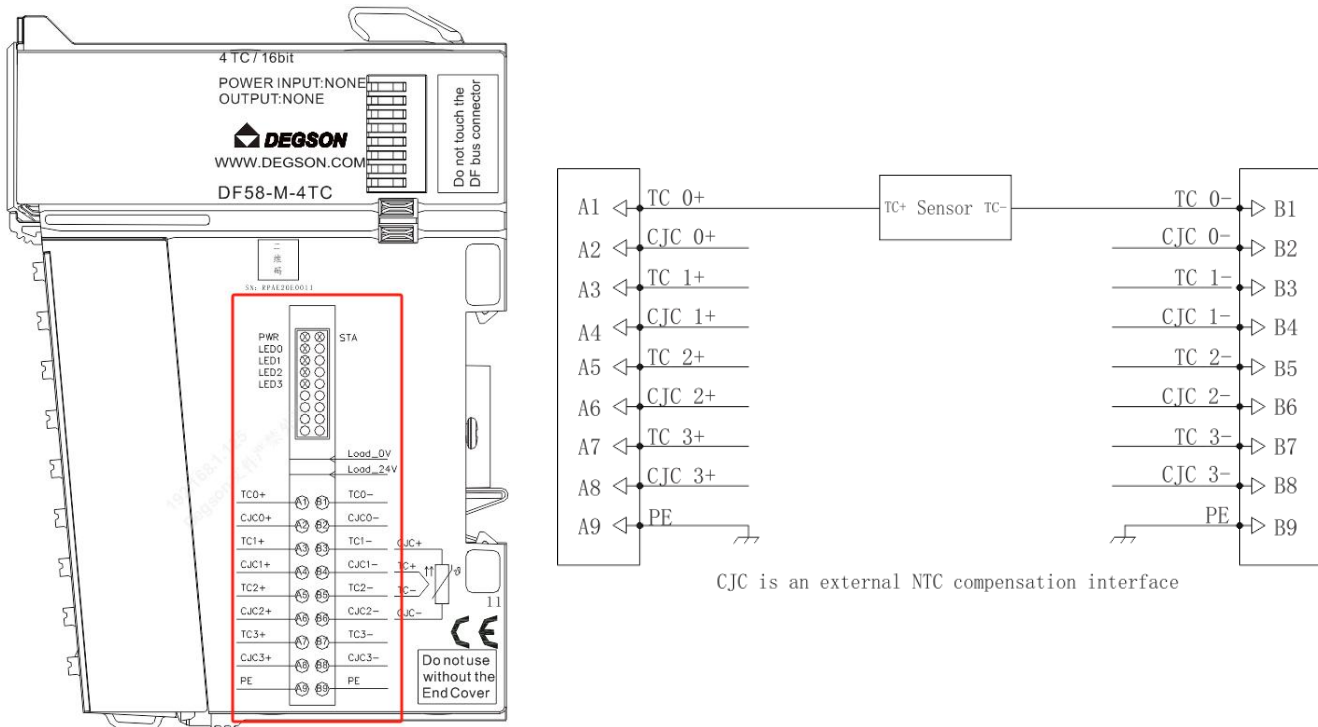 4 TC / 16bit
POWER INPUT:NONE
OUTPUT:NONE
DEGSON
WWW.DEGSON.COM
DF58-M-4TC
Do not touch the
DF bus connector
二
维
码
SN: RPAE20E0011
PWR STA
LED0
LED1
LED2
LED3
Load_0V
Load_24V
TC0+ A1 B1 TC0-
CJC0+ A2 B2 CJC0-
TC1+ A3 B3 TC1- CJC+
CJC1+ A4 B4 CJC1- TC+
TC2+ A5 B5 TC2- TC-
CJC2+ A6 B6 CJC2- CJC-
TC3+ A7 B7 TC3-
CJC3+ A8 B8 CJC3-
PE A9 B9 PE
ϑ
11
CE
Do not use
without the
End Cover
A1 TC 0+ TC+ Sensor TC- TC 0- B1
A2 CJC 0+ CJC 0- B2
A3 TC 1+ TC 1- B3
A4 CJC 1+ CJC 1- B4
A5 TC 2+ TC 2- B5
A6 CJC 2+ CJC 2- B6
A7 TC 3+ TC 3- B7
A8 CJC 3+ CJC 3- B8
A9 PE PE B9
CJC is an external NTC compensation interface